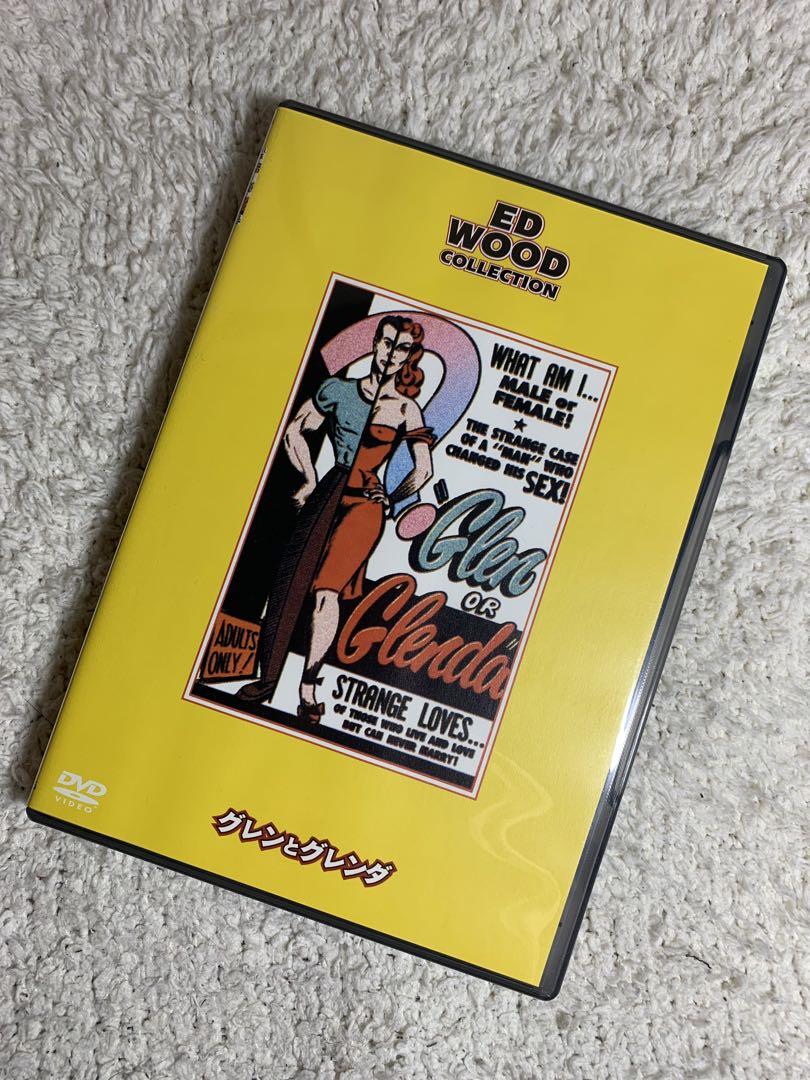 ED
WOOD
COLLECTION
WHAT AM I...
MALE or
FEMALE!
THE STRANGE CASE
OF A "MAN" WHO
CHANGED HIS SEX!
"Glen
OR
Glenda"
ADULTS
ONLY!
STRANGE LOVES...
OF THOSE WHO LIVE AND LOVE
BUT CAN NEVER MARRY!
DVD
VIDEO
グレンとグレンダ